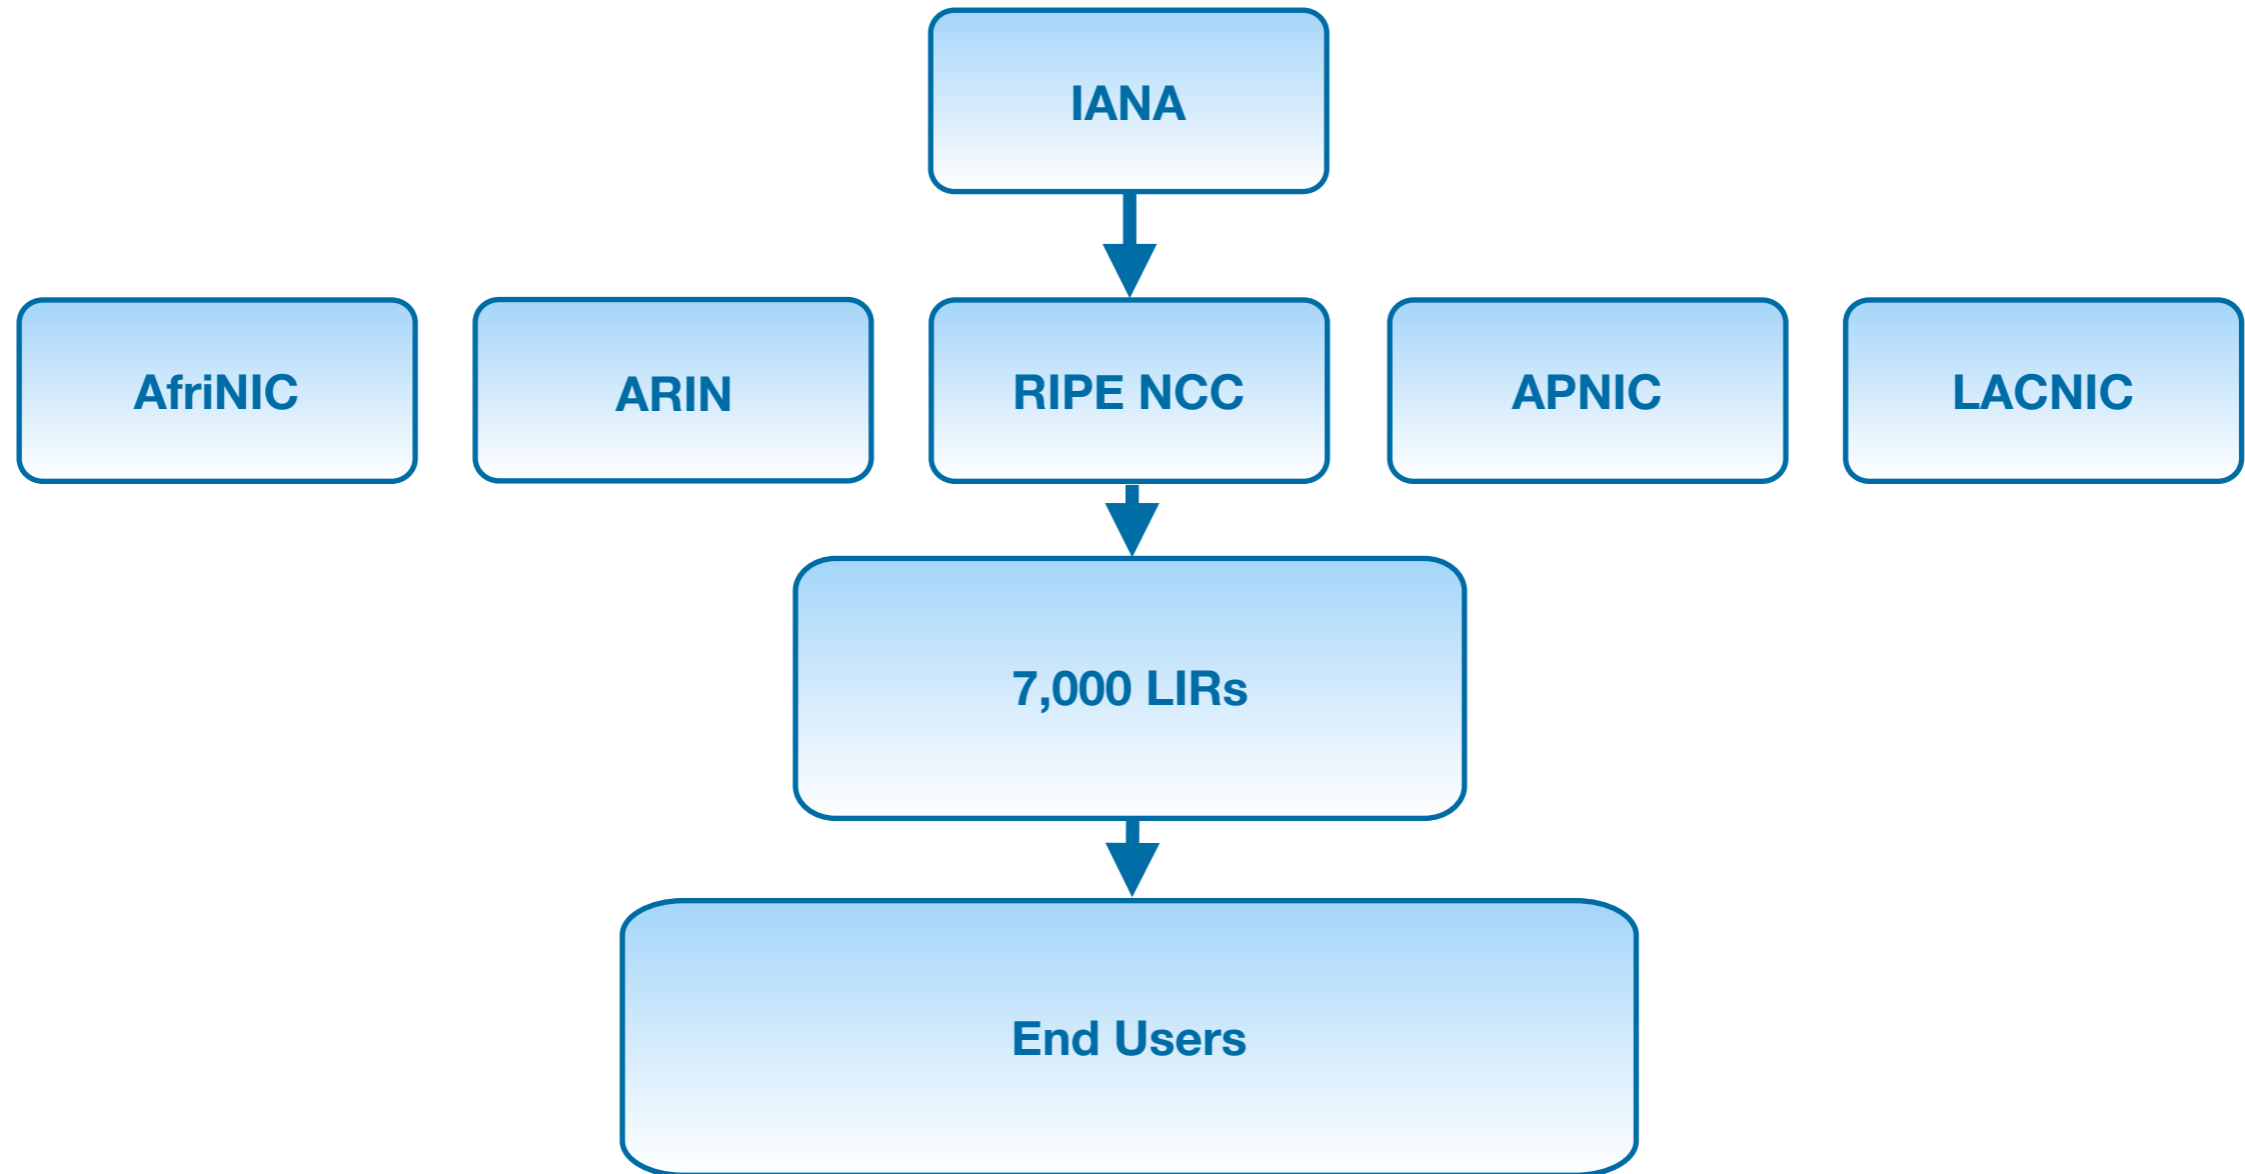 IANA
AfriNIC
ARIN
RIPE NCC
APNIC
LACNIC
7,000 LIRs
End Users